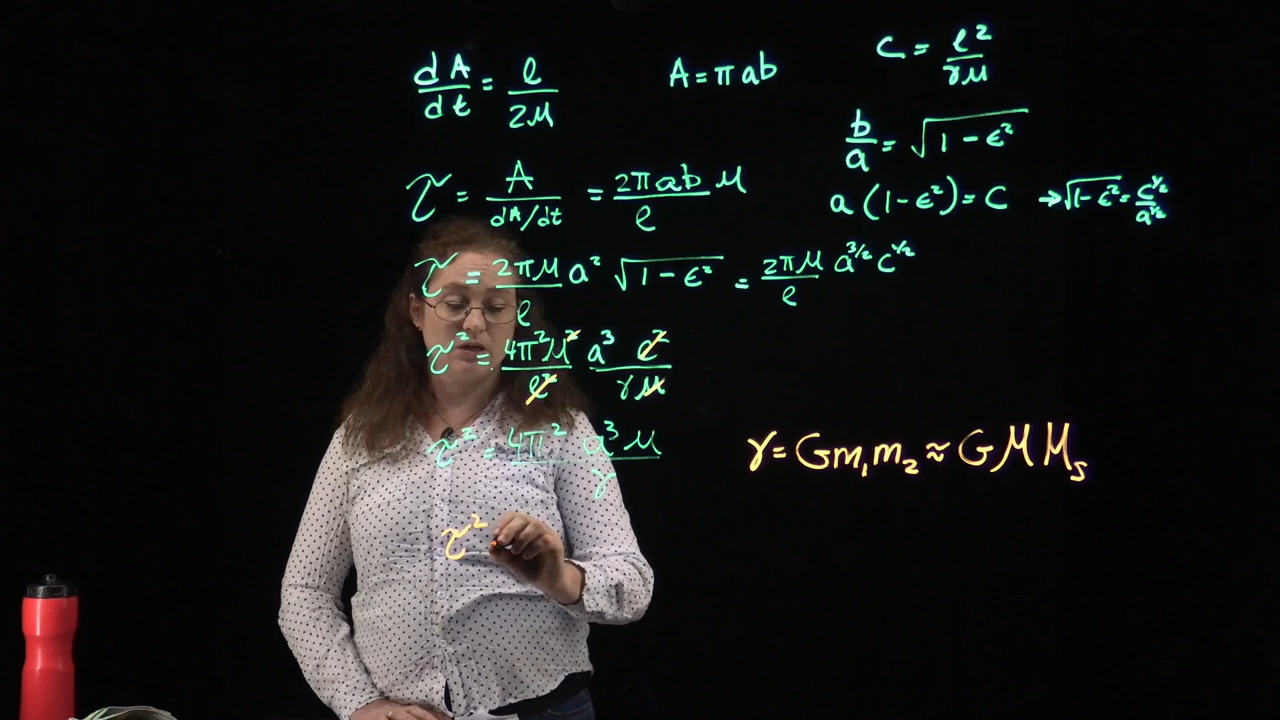 dA/dt = ℓ/2μ
A = πab
C = ℓ²/γμ
b/a = √(1 − ε²)
τ = A/(dA/dt) = 2πab μ/ℓ
a(1−ε²) = C → √(1−ε²) = C^(1/2)/a^(1/2)
τ = 2πμ/ℓ a² √(1 − ε²) = 2πμ/ℓ a^(3/2) C^(1/2)
τ² = 4π²μ²/ℓ² a³ ℓ²/γμ
τ² = 4π² a³μ/γ
γ = Gm₁m₂ ≈ GμMₛ
τ²